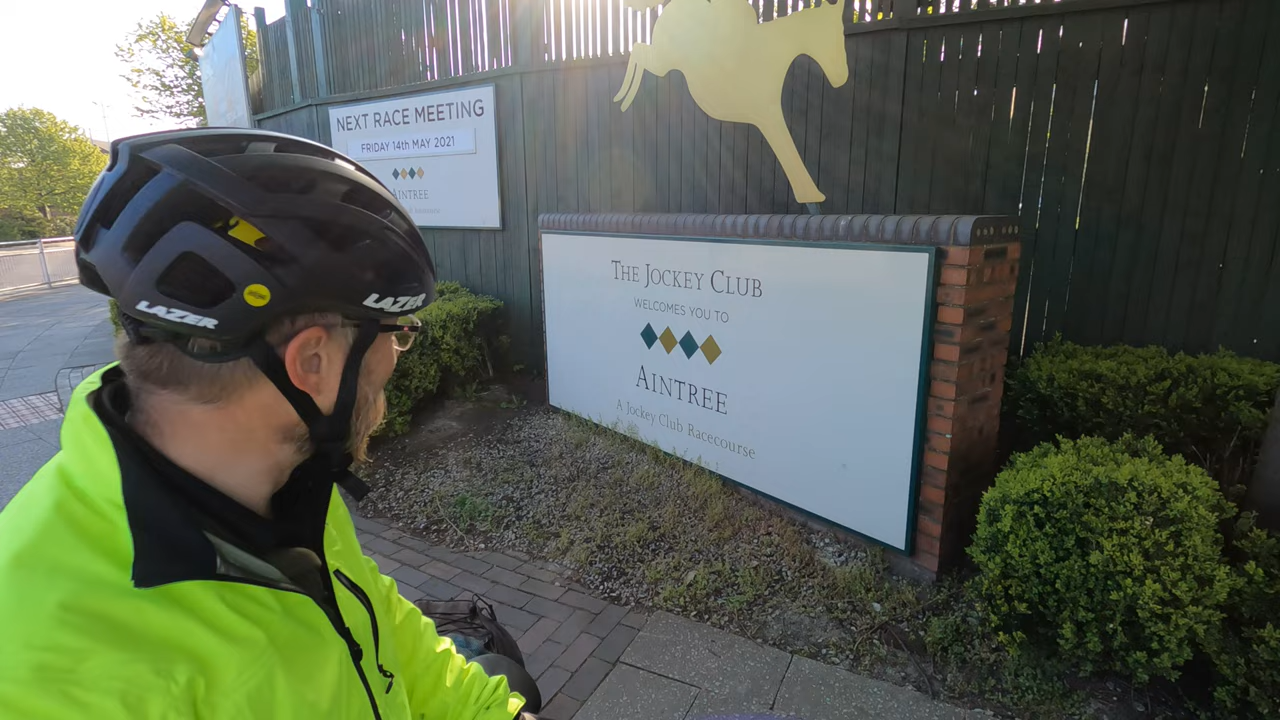 NEXT RACE MEETING
FRIDAY 14th MAY 2021
AINTREE
THE JOCKEY CLUB
WELCOMES YOU TO
AINTREE
A Jockey Club Racecourse
LAZER
LAZER